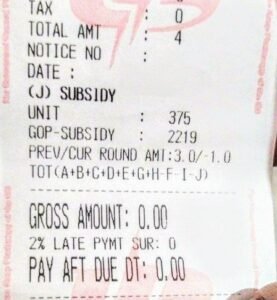 TAX : 0
TOTAL AMT : 4
NOTICE NO :
DATE :
(J) SUBSIDY
UNIT : 375
GOP-SUBSIDY : 2219
PREV/CUR ROUND AMT:3.0/-1.0
TOT(A+B+C+D+E+G+H-F-I-J)
GROSS AMOUNT: 0.00
2% LATE PYMT SUR: 0
PAY AFT DUE DT: 0.00